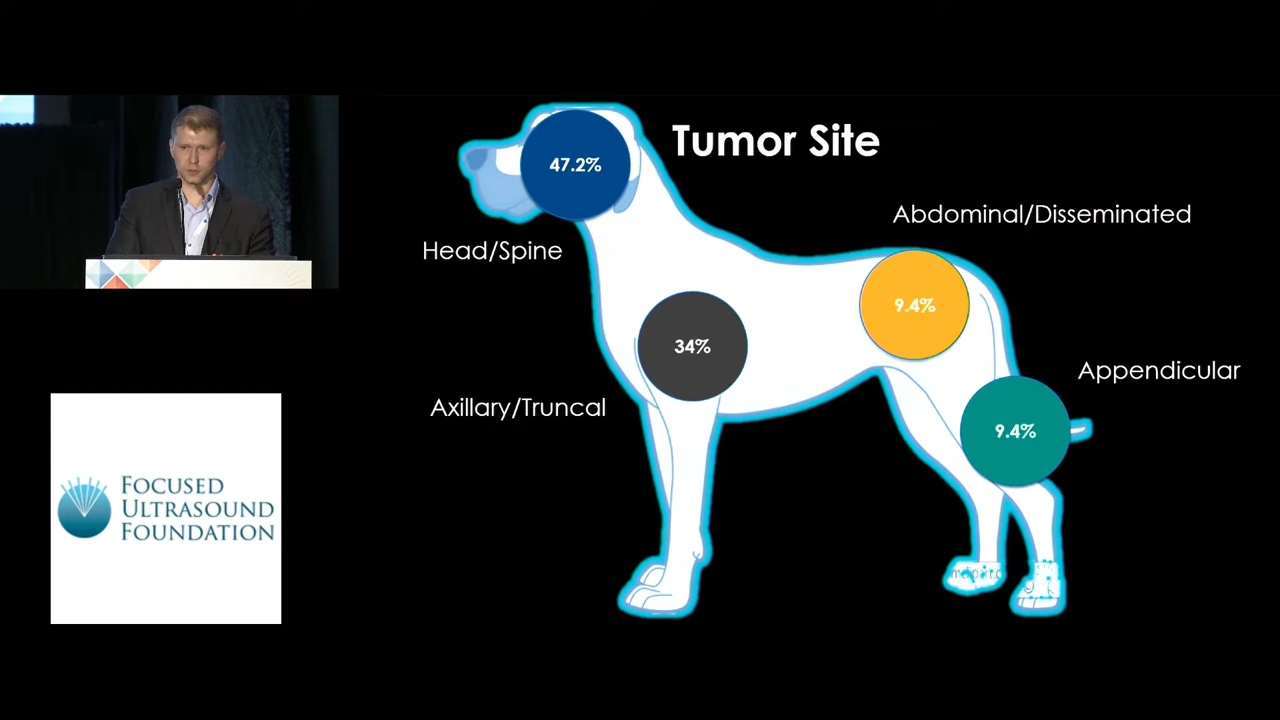 Tumor Site
47.2%
Head/Spine
Abdominal/Disseminated
9.4%
34%
Axillary/Truncal
Appendicular
9.4%
FOCUSED
ULTRASOUND
FOUNDATION